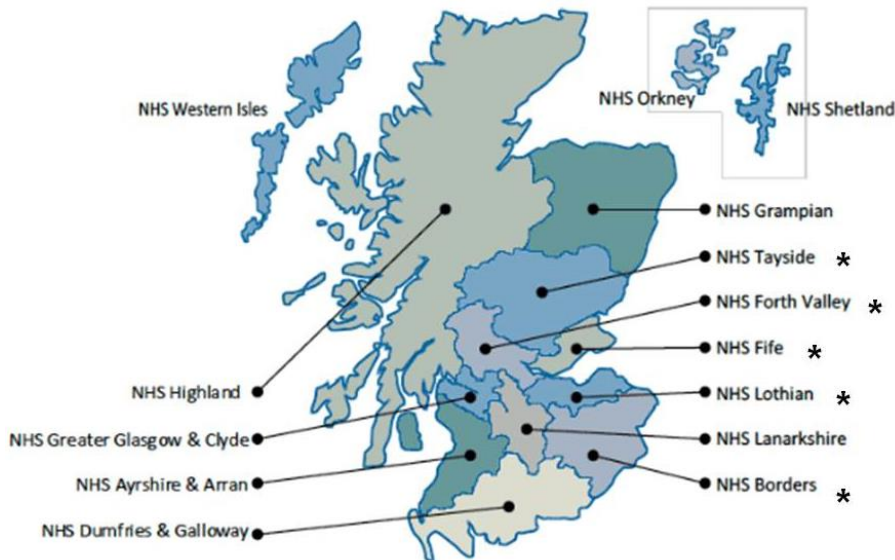 NHS Western Isles
NHS Orkney
NHS Shetland
NHS Grampian
NHS Tayside *
NHS Forth Valley *
NHS Fife *
NHS Highland
NHS Lothian *
NHS Greater Glasgow & Clyde
NHS Lanarkshire
NHS Ayrshire & Arran
NHS Borders *
NHS Dumfries & Galloway